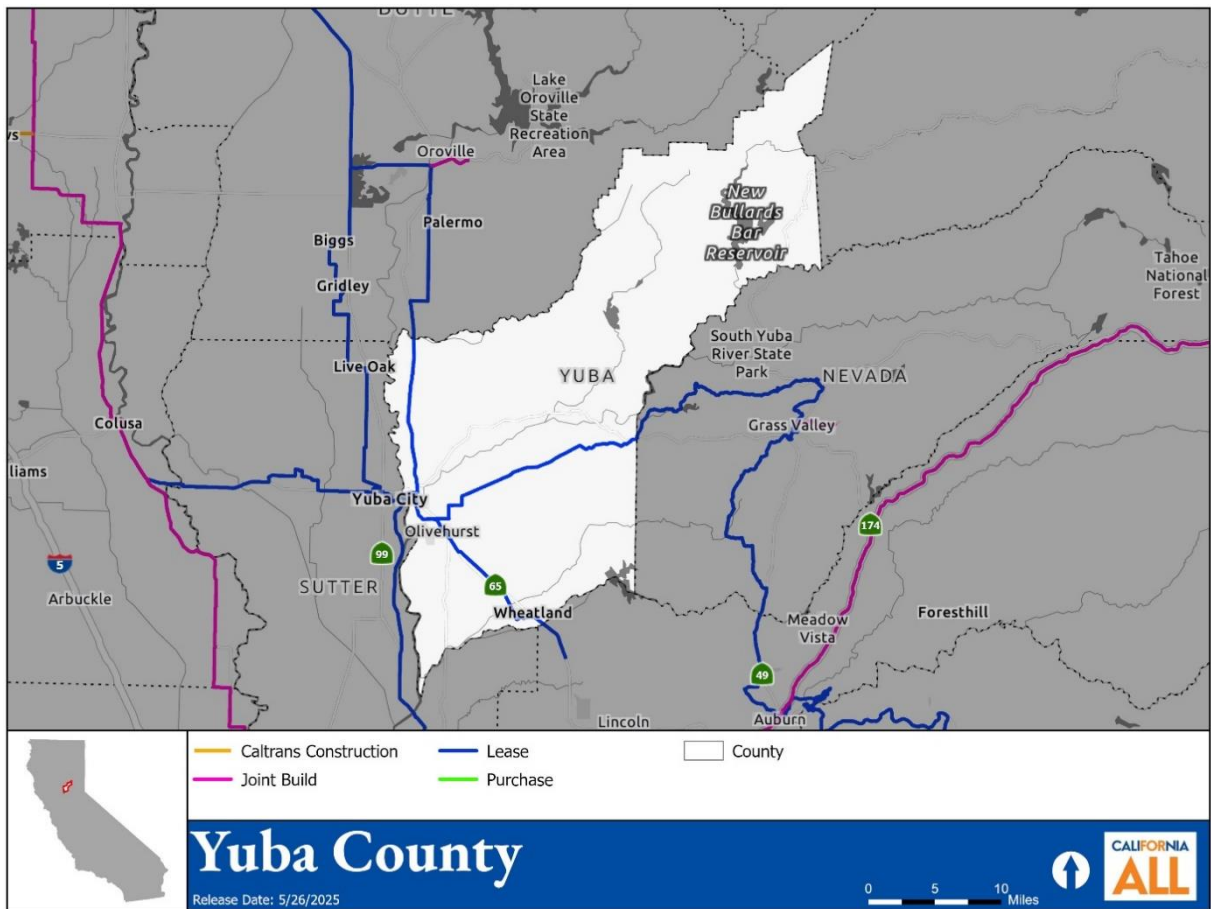 BUTTE
Lake
Oroville
State
Recreation
Area
Oroville
New
Bullards
Bar
Reservoir
Palermo
Biggs
Gridley
Tahoe
National
Forest
South Yuba
River State
Park
Live Oak
YUBA
NEVADA
Colusa
Grass Valley
lliams
Yuba City
Olivehurst
99
174
5
SUTTER
65
Arbuckle
Wheatland
Foresthill
Meadow
Vista
49
Lincoln
Auburn
Caltrans Construction
Lease
County
Joint Build
Purchase
Yuba County
Release Date: 5/26/2025
0 5 10
Miles
CALIFORNIA
ALL